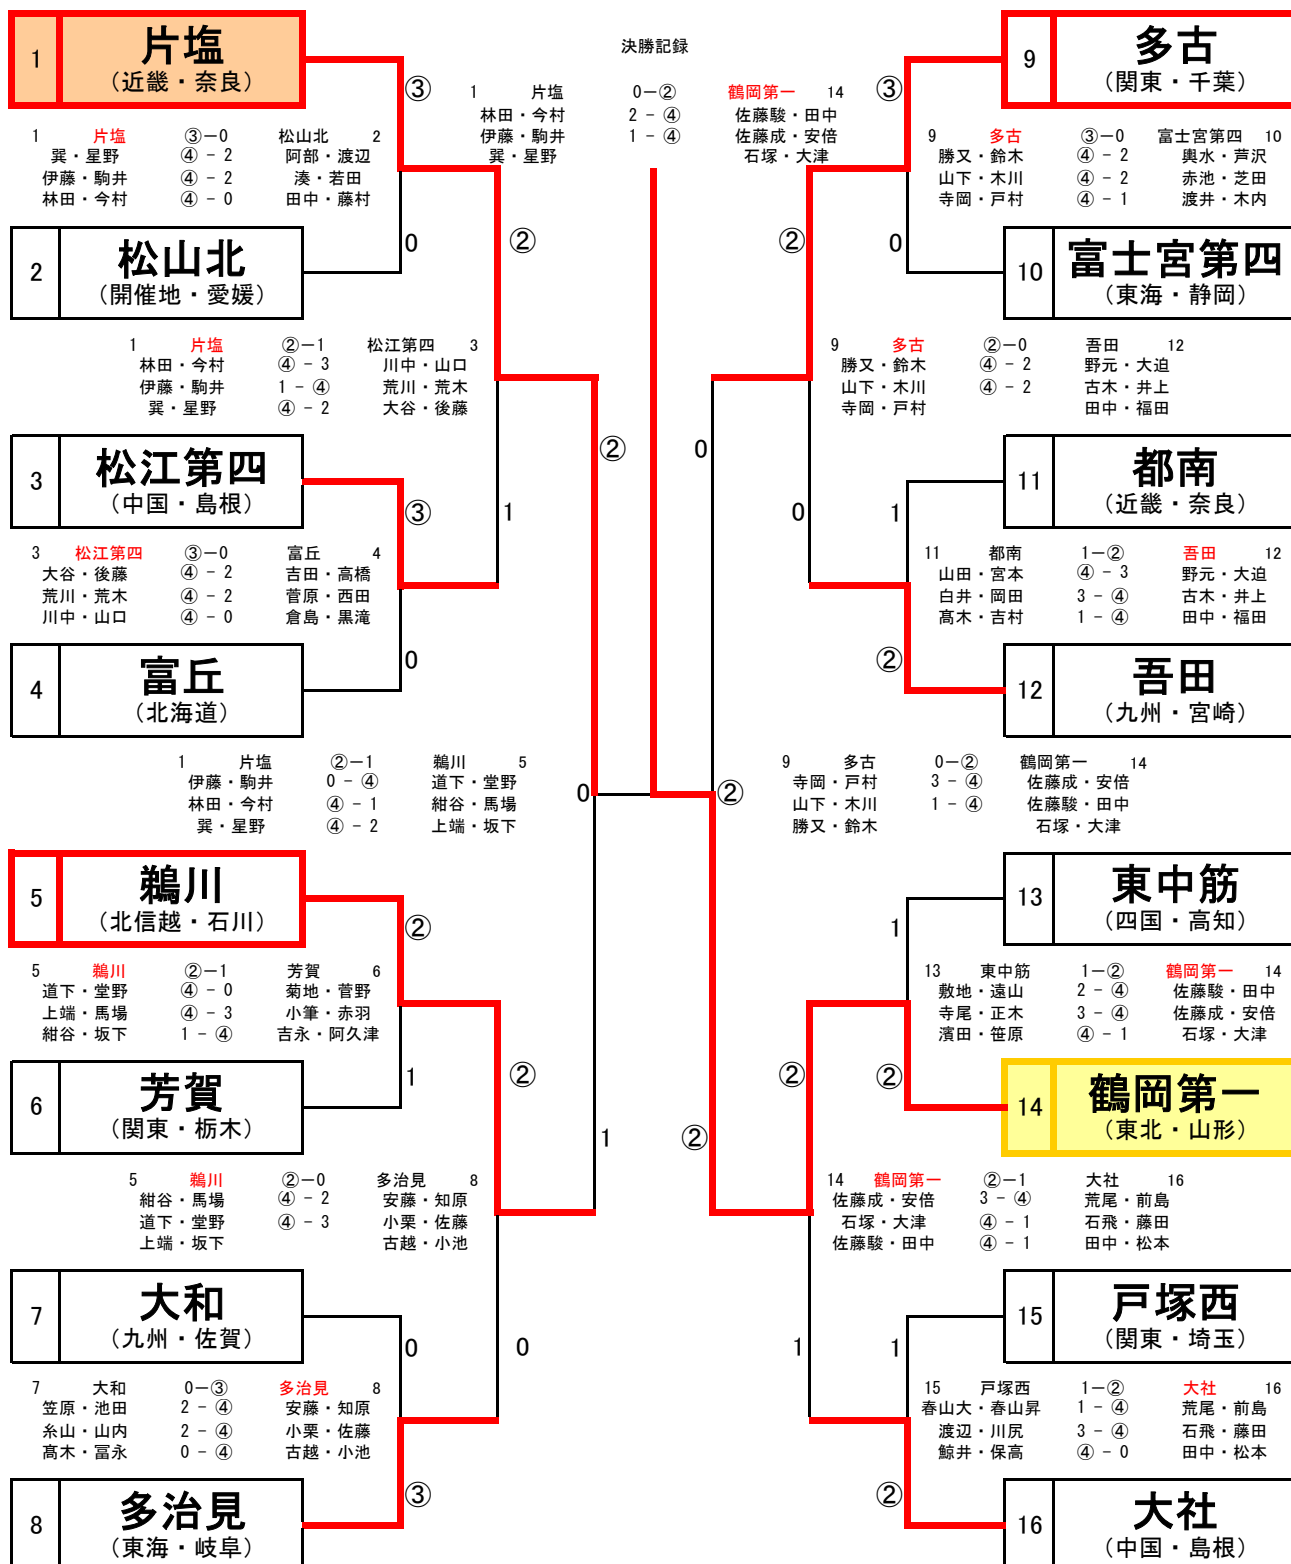 決勝記録
1 片塩 0−② 鶴岡第一 14
林田・今村 2 − ④ 佐藤駿・田中
伊藤・駒井 1 − ④ 佐藤成・安倍
巽・星野 石塚・大津
1 片塩
（近畿・奈良）
③
1 片塩 ③−0 松山北 2
巽・星野 ④ − 2 阿部・渡辺
伊藤・駒井 ④ − 2 湊・若田
林田・今村 ④ − 0 田中・藤村
0
②
2 松山北
（開催地・愛媛）
1 片塩 ②−1 松江第四 3
林田・今村 ④ − 3 川中・山口
伊藤・駒井 1 − ④ 荒川・荒木
巽・星野 ④ − 2 大谷・後藤
②
3 松江第四
（中国・島根）
③
1
3 松江第四 ③−0 富丘 4
大谷・後藤 ④ − 2 吉田・高橋
荒川・荒木 ④ − 2 菅原・西田
川中・山口 ④ − 0 倉島・黒滝
0
4 富丘
（北海道）
1 片塩 ②−1 鵜川 5
伊藤・駒井 0 − ④ 道下・堂野
林田・今村 ④ − 1 紺谷・馬場
巽・星野 ④ − 2 上端・坂下
0
5 鵜川
（北信越・石川）
②
5 鵜川 ②−1 芳賀 6
道下・堂野 ④ − 0 菊地・菅野
上端・馬場 ④ − 3 小筆・赤羽
紺谷・坂下 1 − ④ 吉永・阿久津
1
②
6 芳賀
（関東・栃木）
1
5 鵜川 ②−0 多治見 8
紺谷・馬場 ④ − 2 安藤・知原
道下・堂野 ④ − 3 小栗・佐藤
上端・坂下 古越・小池
7 大和
（九州・佐賀）
0
0
7 大和 0−③ 多治見 8
笠原・池田 2 − ④ 安藤・知原
糸山・山内 2 − ④ 小栗・佐藤
髙木・冨永 0 − ④ 古越・小池
③
8 多治見
（東海・岐阜）
9 多古
（関東・千葉）
③
9 多古 ③−0 富士宮第四 10
勝又・鈴木 ④ − 2 輿水・芦沢
山下・木川 ④ − 2 赤池・芝田
寺岡・戸村 ④ − 1 渡井・木内
②
0
10 富士宮第四
（東海・静岡）
9 多古 ②−0 吾田 12
勝又・鈴木 ④ − 2 野元・大迫
山下・木川 ④ − 2 古木・井上
寺岡・戸村 田中・福田
0
11 都南
（近畿・奈良）
0
1
11 都南 1−② 吾田 12
山田・宮本 ④ − 3 野元・大迫
白井・岡田 3 − ④ 古木・井上
髙木・吉村 1 − ④ 田中・福田
②
12 吾田
（九州・宮崎）
9 多古 0−② 鶴岡第一 14
寺岡・戸村 3 − ④ 佐藤成・安倍
山下・木川 1 − ④ 佐藤駿・田中
勝又・鈴木 石塚・大津
②
13 東中筋
（四国・高知）
1
13 東中筋 1−② 鶴岡第一 14
敷地・遠山 2 − ④ 佐藤駿・田中
寺尾・正木 3 − ④ 佐藤成・安倍
濱田・笹原 ④ − 1 石塚・大津
②
②
14 鶴岡第一
（東北・山形）
②
14 鶴岡第一 ②−1 大社 16
佐藤成・安倍 3 − ④ 荒尾・前島
石塚・大津 ④ − 1 石飛・藤田
佐藤駿・田中 ④ − 1 田中・松本
15 戸塚西
（関東・埼玉）
1
1
15 戸塚西 1−② 大社 16
春山大・春山昇 1 − ④ 荒尾・前島
渡辺・川尻 3 − ④ 石飛・藤田
鯨井・保高 ④ − 0 田中・松本
②
16 大社
（中国・島根）